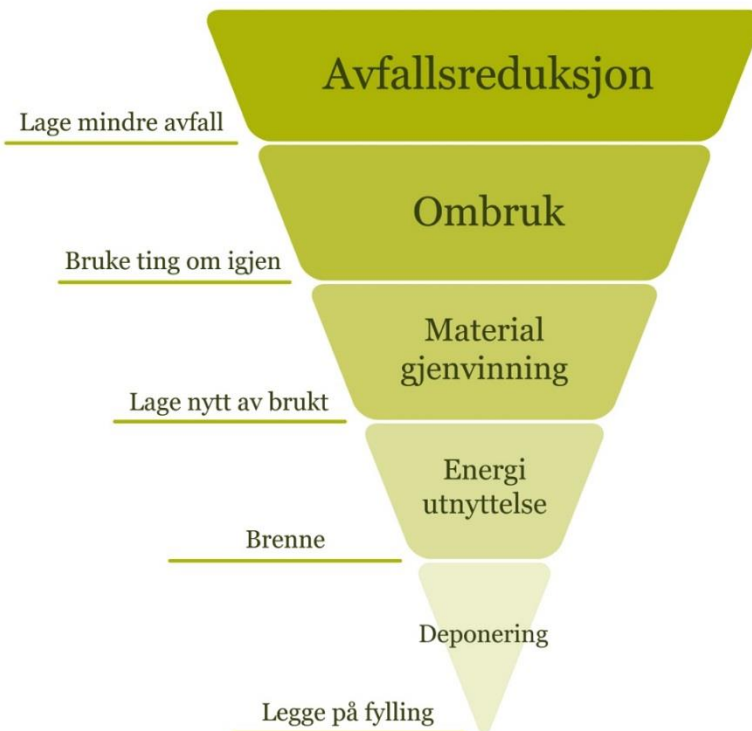 Avfallsreduksjon
Lage mindre avfall
Ombruk
Bruke ting om igjen
Material
gjenvinning
Lage nytt av brukt
Energi
utnyttelse
Brenne
Deponering
Legge på fylling